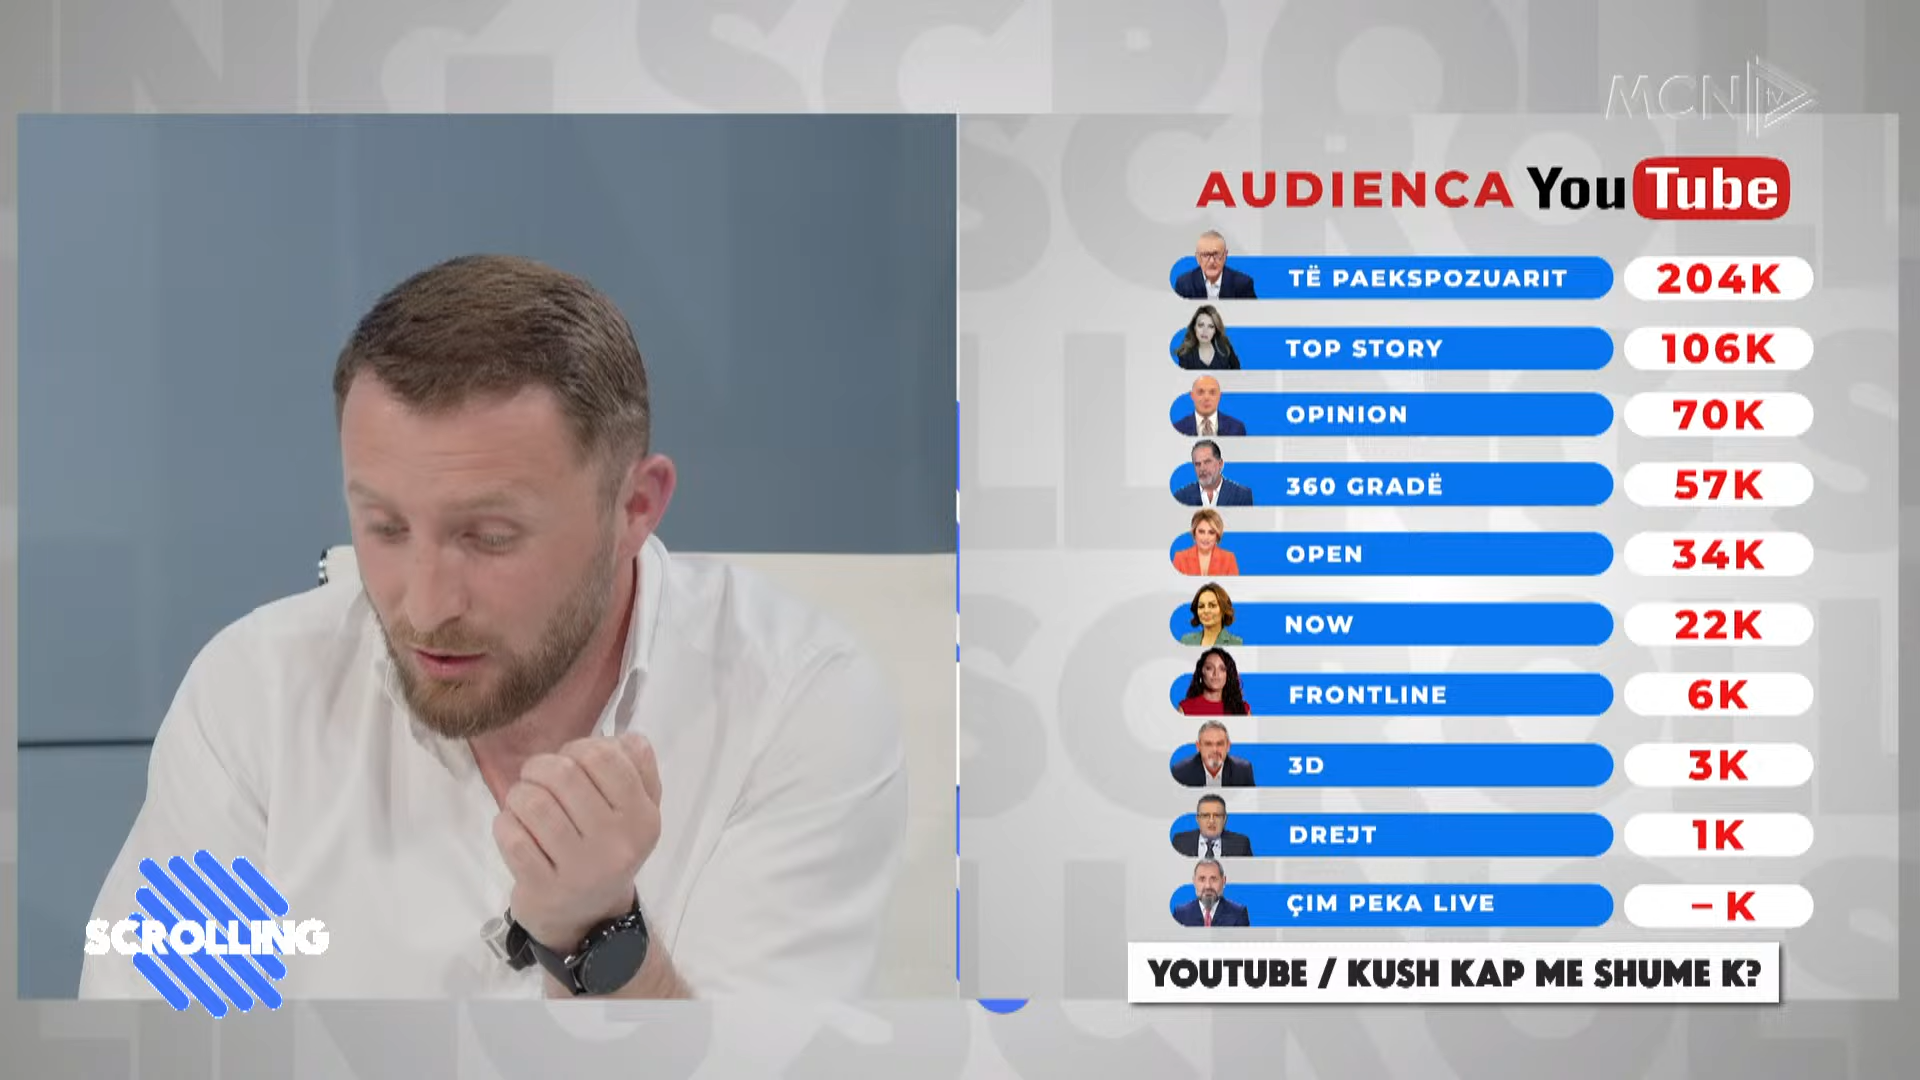 MCN TV
AUDIENCA YouTube
TË PAEKSPOZUARIT 204K
TOP STORY 106K
OPINION 70K
360 GRADË 57K
OPEN 34K
NOW 22K
FRONTLINE 6K
3D 3K
DREJT 1K
ÇIM PEKA LIVE – K
SCROLLING
YOUTUBE / KUSH KAP ME SHUME K?